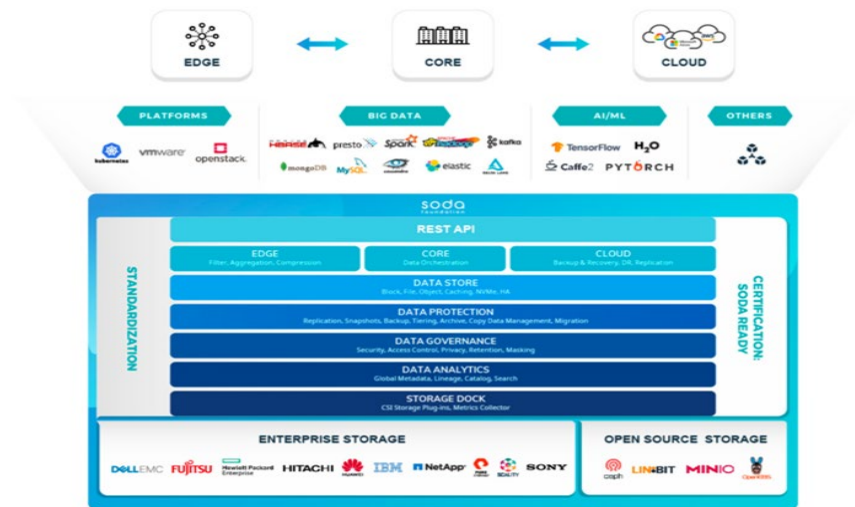 EDGE
CORE
CLOUD
PLATFORMS
BIG DATA
AI/ML
OTHERS
kubernetes
vmware
openstack.
HBASE
presto
Spark
hadoop
kafka
mongoDB
MySQL
cassandra
elastic
DELTA LAKE
TensorFlow
H2O
Caffe2
PYTORCH
soda
foundation
REST API
EDGE
Filter, Aggregation, Compression
CORE
Data Orchestration
CLOUD
Backup & Recovery, DR, Replication
DATA STORE
Block, File, Object, Caching, NVMe, HA
DATA PROTECTION
Replication, Snapshots, Backup, Tiering, Archive, Copy Data Management, Migration
DATA GOVERNANCE
Security, Access Control, Privacy, Retention, Masking
DATA ANALYTICS
Global Metadata, Lineage, Catalog, Search
STORAGE DOCK
CSI Storage Plug-ins, Metrics Collector
STANDARDIZATION
CERTIFICATION:
SODA READY
ENTERPRISE STORAGE
DELLEMC
FUJITSU
Hewlett Packard
Enterprise
HITACHI
HUAWEI
IBM
NetApp
SCALITY
SONY
OPEN SOURCE STORAGE
ceph
LINBIT
MINIO
OpenEBS